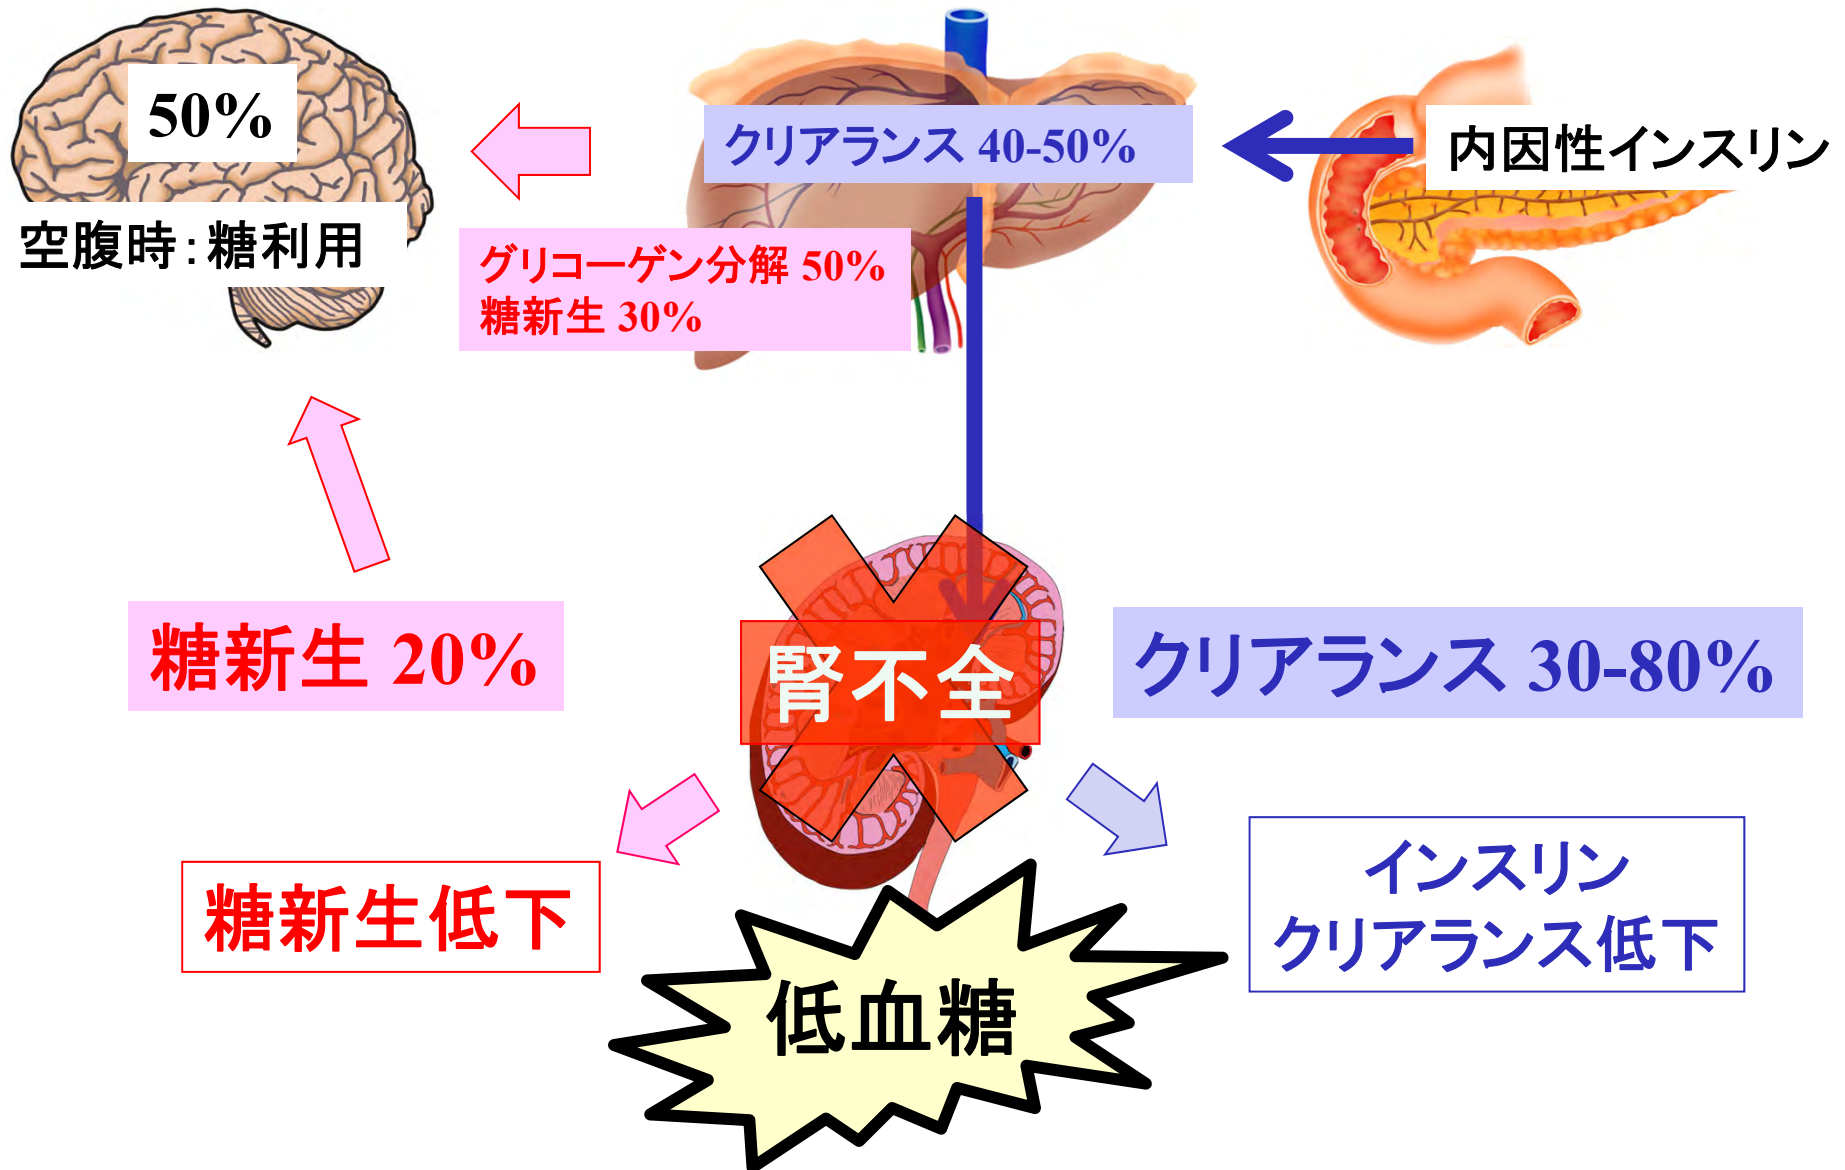 50%
空腹時：糖利用
クリアランス 40-50%
内因性インスリン
グリコーゲン分解 50%
糖新生 30%
糖新生 20%
腎不全
クリアランス 30-80%
糖新生低下
インスリン
クリアランス低下
低血糖